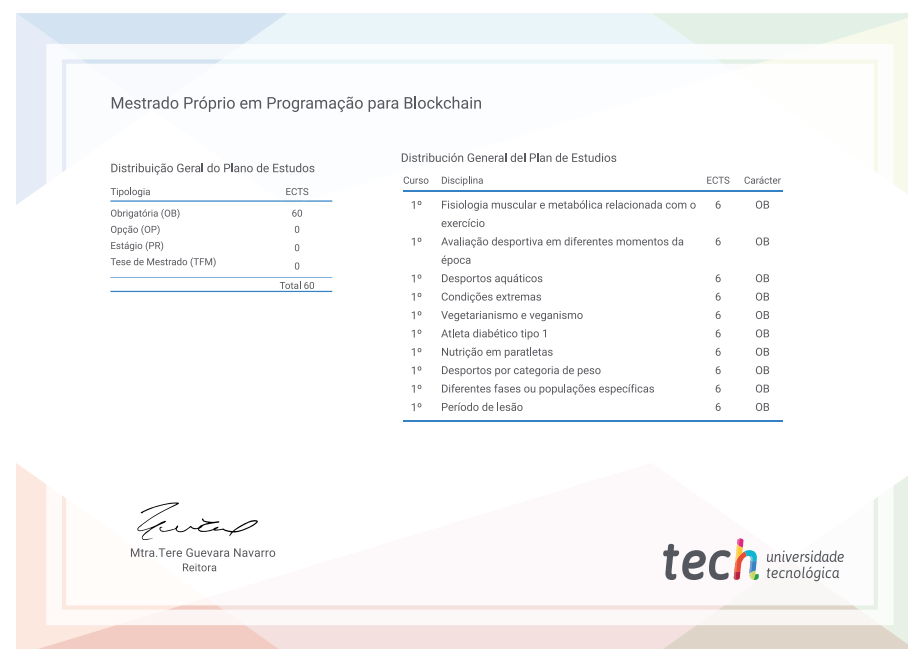 Mestrado Próprio em Programação para Blockchain
Distribuição Geral do Plano de Estudos
Tipologia ECTS
Obrigatória (OB) 60
Opção (OP) 0
Estágio (PR) 0
Tese de Mestrado (TFM) 0
Total 60
Distribución General del Plan de Estudios
Curso Disciplina ECTS Carácter
1º Fisiologia muscular e metabólica relacionada com o 6 OB
exercício
1º Avaliação desportiva em diferentes momentos da 6 OB
época
1º Desportos aquáticos 6 OB
1º Condições extremas 6 OB
1º Vegetarianismo e veganismo 6 OB
1º Atleta diabético tipo 1 6 OB
1º Nutrição em paratletas 6 OB
1º Desportos por categoria de peso 6 OB
1º Diferentes fases ou populações específicas 6 OB
1º Período de lesão 6 OB
Mtra.Tere Guevara Navarro
Reitora
tech universidade
tecnológica